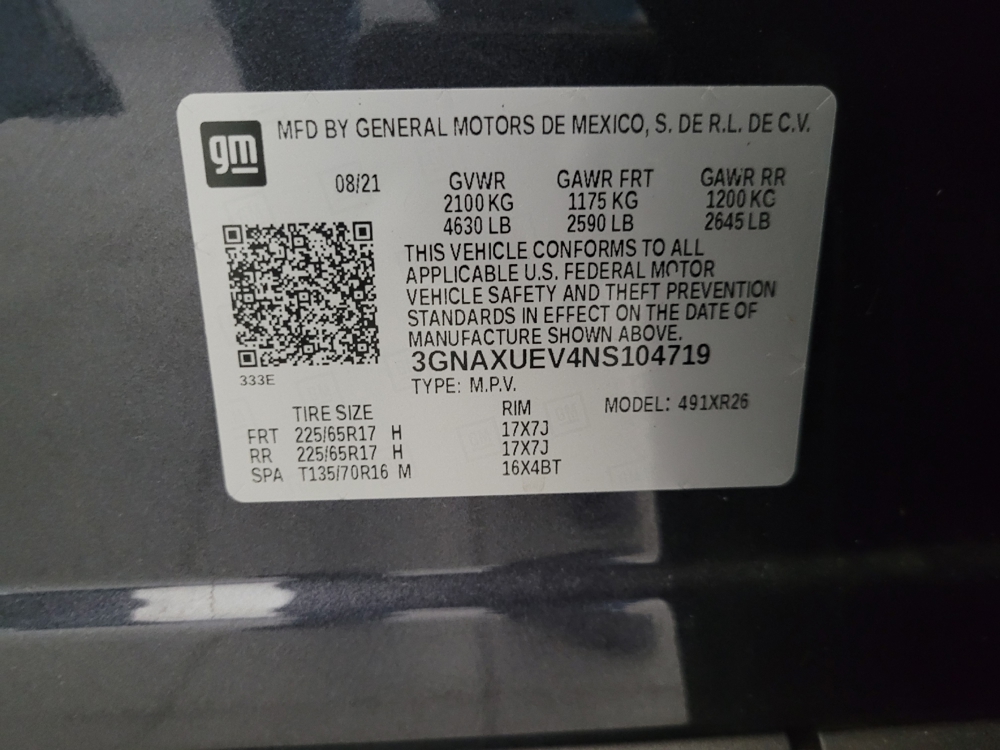 gm
MFD BY GENERAL MOTORS DE MEXICO, S. DE R.L. DE C.V.
08/21 GVWR GAWR FRT GAWR RR
2100 KG 1175 KG 1200 KG
4630 LB 2590 LB 2645 LB
THIS VEHICLE CONFORMS TO ALL
APPLICABLE U.S. FEDERAL MOTOR
VEHICLE SAFETY AND THEFT PREVENTION
STANDARDS IN EFFECT ON THE DATE OF
MANUFACTURE SHOWN ABOVE.
3GNAXUEV4NS104719
333E
TYPE: M.P.V.
TIRE SIZE RIM MODEL: 491XR26
FRT 225/65R17 H 17X7J
RR 225/65R17 H 17X7J
SPA T135/70R16 M 16X4BT